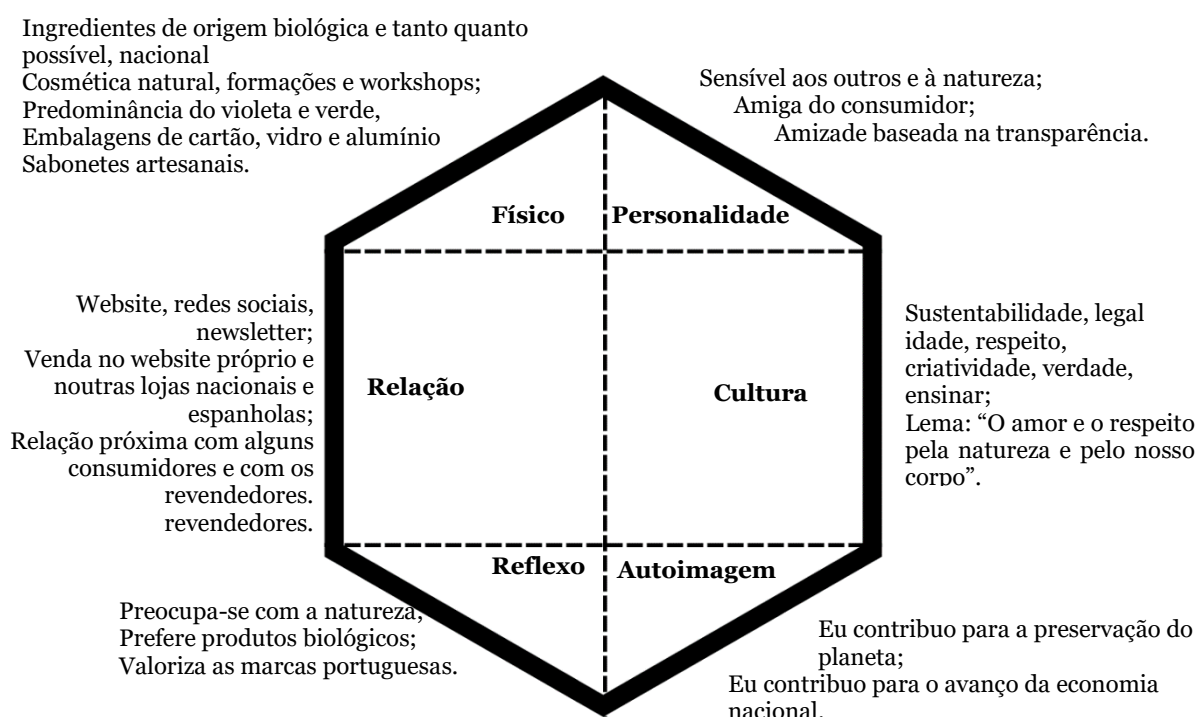 Ingredientes de origem biológica e tanto quanto
possível, nacional
Cosmética natural, formações e workshops;
Predominância do violeta e verde,
Embalagens de cartão, vidro e alumínio
Sabonetes artesanais.
Sensível aos outros e à natureza;
Amiga do consumidor;
Amizade baseada na transparência.
Físico
Personalidade
Website, redes sociais,
newsletter;
Venda no website próprio e
noutras lojas nacionais e
espanholas;
Relação próxima com alguns
consumidores e com os
revendedores.
revendedores.
Relação
Cultura
Sustentabilidade, legal
idade, respeito,
criatividade, verdade,
ensinar;
Lema: “O amor e o respeito
pela natureza e pelo nosso
corpo”.
Reflexo
Autoimagem
Preocupa-se com a natureza;
Prefere produtos biológicos;
Valoriza as marcas portuguesas.
Eu contribuo para a preservação do
planeta;
Eu contribuo para o avanço da economia
nacional.